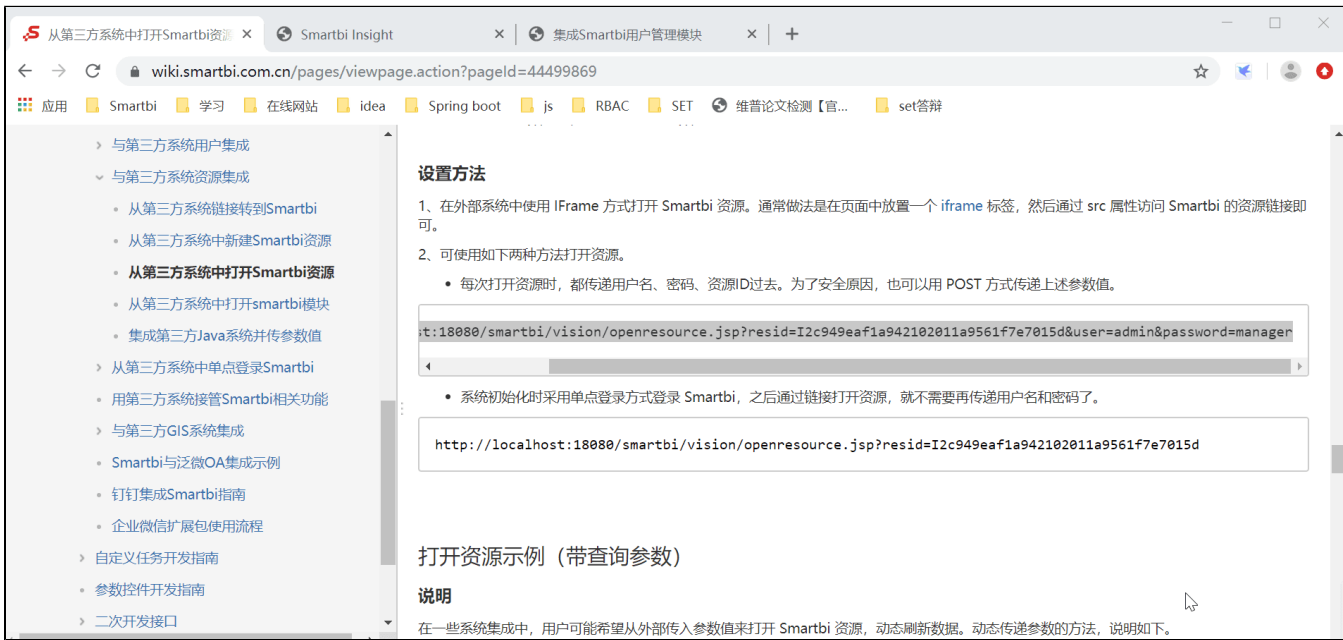 从第三方系统中打开Smartbi资源
Smartbi Insight
集成Smartbi用户管理模块
wiki.smartbi.com.cn/pages/viewpage.action?pageId=44499869
应用
Smartbi
学习
在线网站
idea
Spring boot
js
RBAC
SET
维普论文检测【官...
set答辩
与第三方系统用户集成
与第三方系统资源集成
从第三方系统链接转到Smartbi
从第三方系统中新建Smartbi资源
从第三方系统中打开Smartbi资源
从第三方系统中打开smartbi模块
集成第三方Java系统并传参数值
从第三方系统中单点登录Smartbi
用第三方系统接管Smartbi相关功能
与第三方GIS系统集成
Smartbi与泛微OA集成示例
钉钉集成Smartbi指南
企业微信扩展包使用流程
自定义任务开发指南
参数控件开发指南
二次开发接口
设置方法
1、在外部系统中使用 IFrame 方式打开 Smartbi 资源。通常做法是在页面中放置一个 iframe 标签，然后通过 src 属性访问 Smartbi 的资源链接即
可。
2、可使用如下两种方法打开资源。
• 每次打开资源时，都传递用户名、密码、资源ID过去。为了安全原因，也可以用 POST 方式传递上述参数值。
st:18080/smartbi/vision/openresource.jsp?resid=I2c949eaf1a942102011a9561f7e7015d&user=admin&password=manager
• 系统初始化时采用单点登录方式登录 Smartbi，之后通过链接打开资源，就不需要再传递用户名和密码了。
http://localhost:18080/smartbi/vision/openresource.jsp?resid=I2c949eaf1a942102011a9561f7e7015d
打开资源示例（带查询参数）
说明
在一些系统集成中，用户可能希望从外部传入参数值来打开 Smartbi 资源，动态刷新数据。动态传递参数的方法，说明如下。